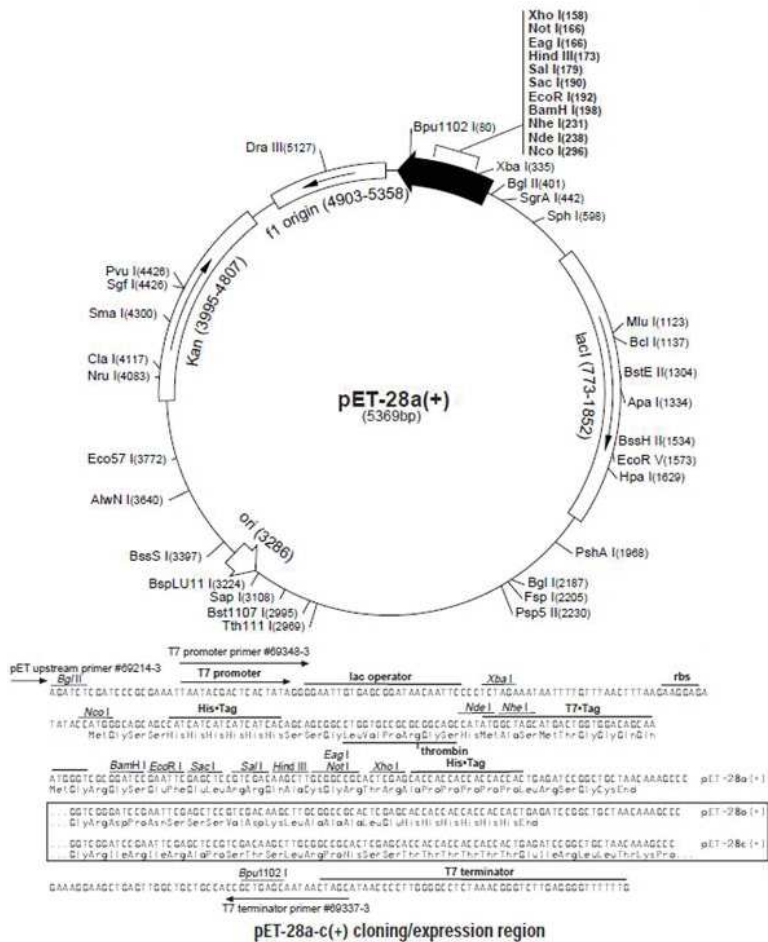 Xho I(158)
Not I(166)
Eag I(166)
Hind III(173)
Sal I(179)
Sac I(190)
EcoR I(192)
BamH I(198)
Nhe I(231)
Nde I(238)
Nco I(296)
Bpu1102 I(80)
Dra III(5127)
Xba I(335)
Bgl II(401)
SgrA I(442)
Sph I(598)
f1 origin (4903-5358)
Pvu I(4426)
Sgf I(4426)
Sma I(4300)
Kan (3995-4807)
Cla I(4117)
Nru I(4083)
Mlu I(1123)
Bcl I(1137)
BstE II(1304)
Apa I(1334)
lacI (773-1852)
pET-28a(+)
(5369bp)
BssH II(1534)
EcoR V(1573)
Hpa I(1629)
Eco57 I(3772)
AlwN I(3640)
ori (3286)
BssS I(3397)
PshA I(1968)
BspLU11 I(3224)
Sap I(3108)
Bst1107 I(2995)
Tth111 I(2969)
Bgl I(2187)
Fsp I(2205)
Psp5 II(2230)
T7 promoter primer #69348-3
pET upstream primer #69214-3
Bgl II T7 promoter lac operator Xba I rbs
AGATCTCGATCCCGCGAAATTAATACGACTCACTATAGGGGAATTGTGAGCGGATAACAATTCCCCTCTAGAAATAATTTTGTTTAACTTTAAGAAGGAGA
Nco I His•Tag Nde I Nhe I T7•Tag
TATACCATGGGCAGCAGCCATCATCATCATCATCACAGCAGCGGCCTGGTGCCGCGCGGCAGCCATATGGCTAGCATGACTGGTGGACAGCAA
MetGlySerSerHisHisHisHisHisHisSerSerGlyLeuValProArgGlySerHisMetAlaSerMetThrGlyGlyGlnGln
thrombin
BamH I EcoR I Sac I Sal I Hind III Eag I Not I Xho I His•Tag
ATGGGTCGCGGATCCGAATTCGAGCTCCGTCGACAAGCTTGCGGCCGCACTCGAGCACCACCACCACCACCACTGAGATCCGGCTGCTAACAAAGCCC pET-28a(+)
MetGlyArgGlySerGluPheGluLeuArgArgGlnAlaCysGlyArgThrArgAlaProProProProProProLeuArgSerGlyCysEnd
...GGTCGGGATCCGAATTCGAGCTCCGTCGACAAGCTTGCGGCCGCACTCGAGCACCACCACCACCACCACTGAGATCCGGCTGCTAACAAAGCCC pET-28b(+)
...GlyArgAspProAsnSerSerSerValAspLysLeuAlaAlaAlaLeuGluHisHisHisHisHisHisEnd
...GGTCGGATCCGAATTCGAGCTCCGTCGACAAGCTTGCGGCCGCACTCGAGCACCACCACCACCACCACTGAGATCCGGCTGCTAACAAAGCCC pET-28c(+)
...GlyArgIleArgIleArgAlaProSerThrSerLeuArgProHisSerSerThrThrThrThrThrThrGluIleArgLeuLeuThrLysPro...
Bpu1102 I T7 terminator
GAAAGGAAGCTGAGTTGGCTGCTGCCACCGCTGAGCAATAACTAGCATAACCCCTTGGGGCCTCTAAACGGGTCTTGAGGGGTTTTTTG
T7 terminator primer #69337-3
pET-28a-c(+) cloning/expression region